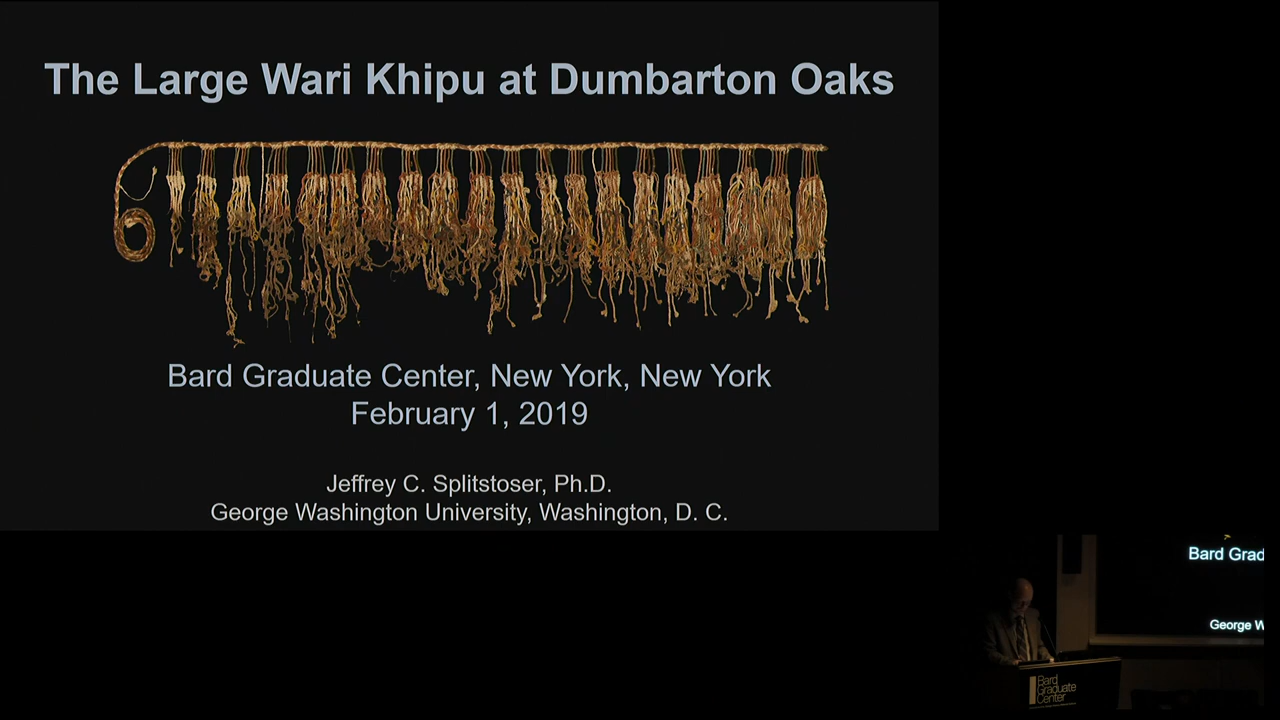 The Large Wari Khipu at Dumbarton Oaks
Bard Graduate Center, New York, New York
February 1, 2019
Jeffrey C. Splitstoser, Ph.D.
George Washington University, Washington, D. C.
Bard Grad
George W
Bard
Graduate
Center